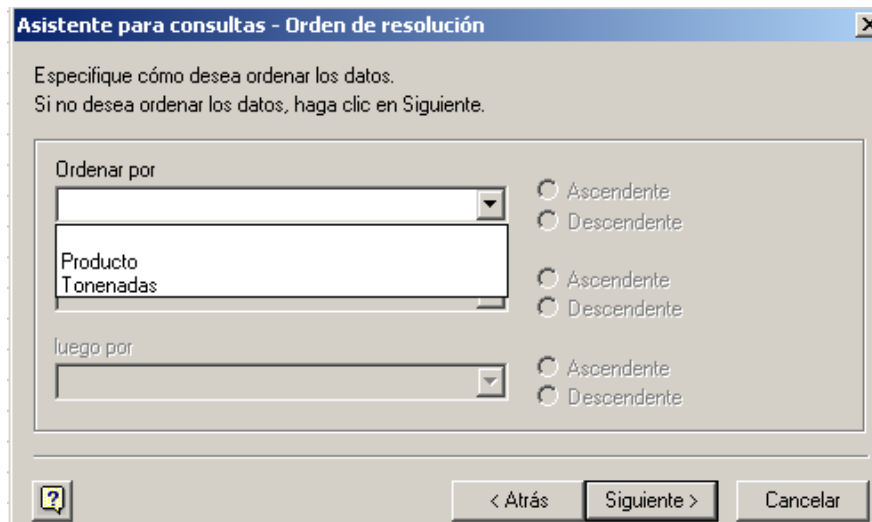 Asistente para consultas - Orden de resolución
Especifique cómo desea ordenar los datos.
Si no desea ordenar los datos, haga clic en Siguiente.
Ordenar por
Ascendente
Descendente
Producto
Tonenadas
Ascendente
Descendente
luego por
Ascendente
Descendente
?
< Atrás
Siguiente >
Cancelar